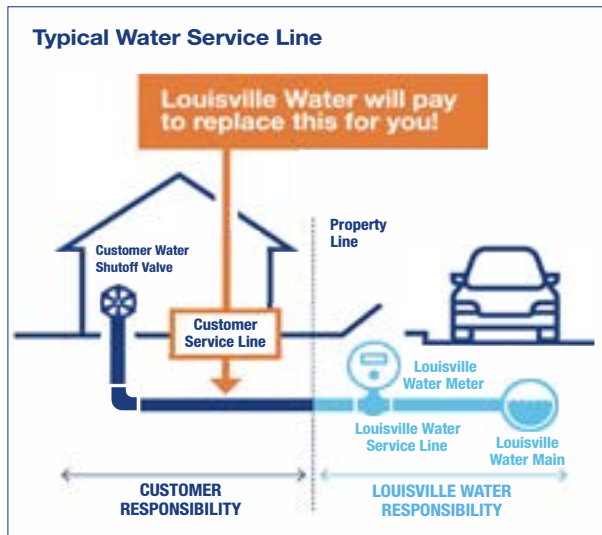 Typical Water Service Line
Louisville Water will pay
to replace this for you!
Property
Line
Customer Water
Shutoff Valve
Customer
Service Line
Louisville
Water Meter
Louisville Water
Service Line
Louisville
Water Main
CUSTOMER
RESPONSIBILITY
LOUISVILLE WATER
RESPONSIBILITY